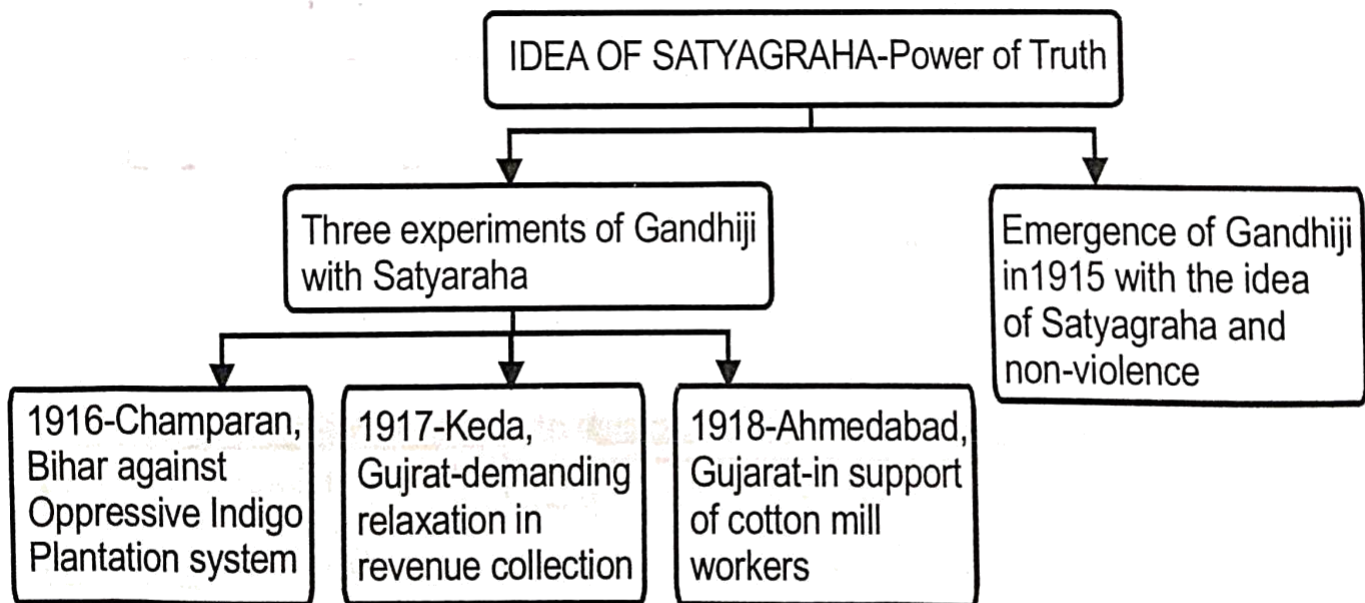 IDEA OF SATYAGRAHA-Power of Truth
Three experiments of Gandhiji
with Satyaraha
Emergence of Gandhiji
in1915 with the idea
of Satyagraha and
non-violence
1916-Champaran,
Bihar against
Oppressive Indigo
Plantation system
1917-Keda,
Gujrat-demanding
relaxation in
revenue collection
1918-Ahmedabad,
Gujarat-in support
of cotton mill
workers